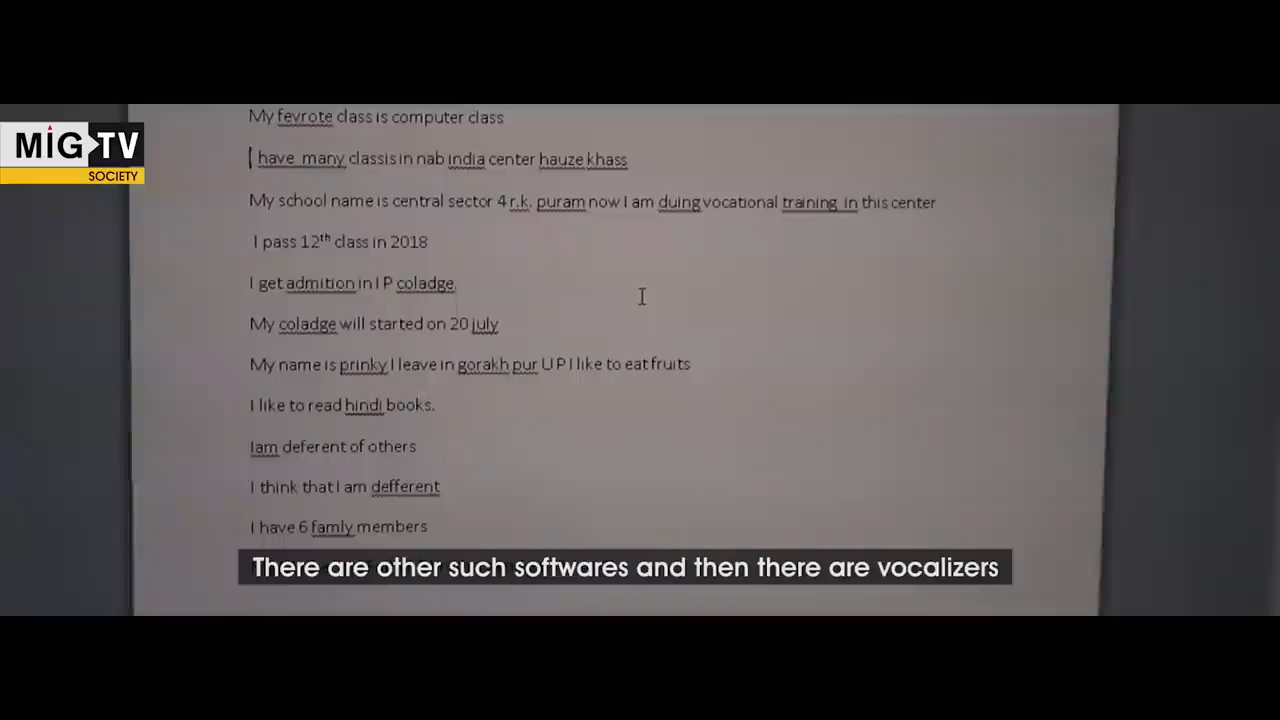 My fevrote class is computer class
MiG TV
I have many classis in nab india center hauze khass
SOCIETY
My school name is central sector 4 r.k. puram now I am duing vocational training in this center
I pass 12th class in 2018
I get admition in I P coladge.
My coladge will started on 20 july
My name is prinky I leave in gorakh pur U P I like to eat fruits
I like to read hindi books.
Iam deferent of others
I think that I am defferent
I have 6 famly members
There are other such softwares and then there are vocalizers